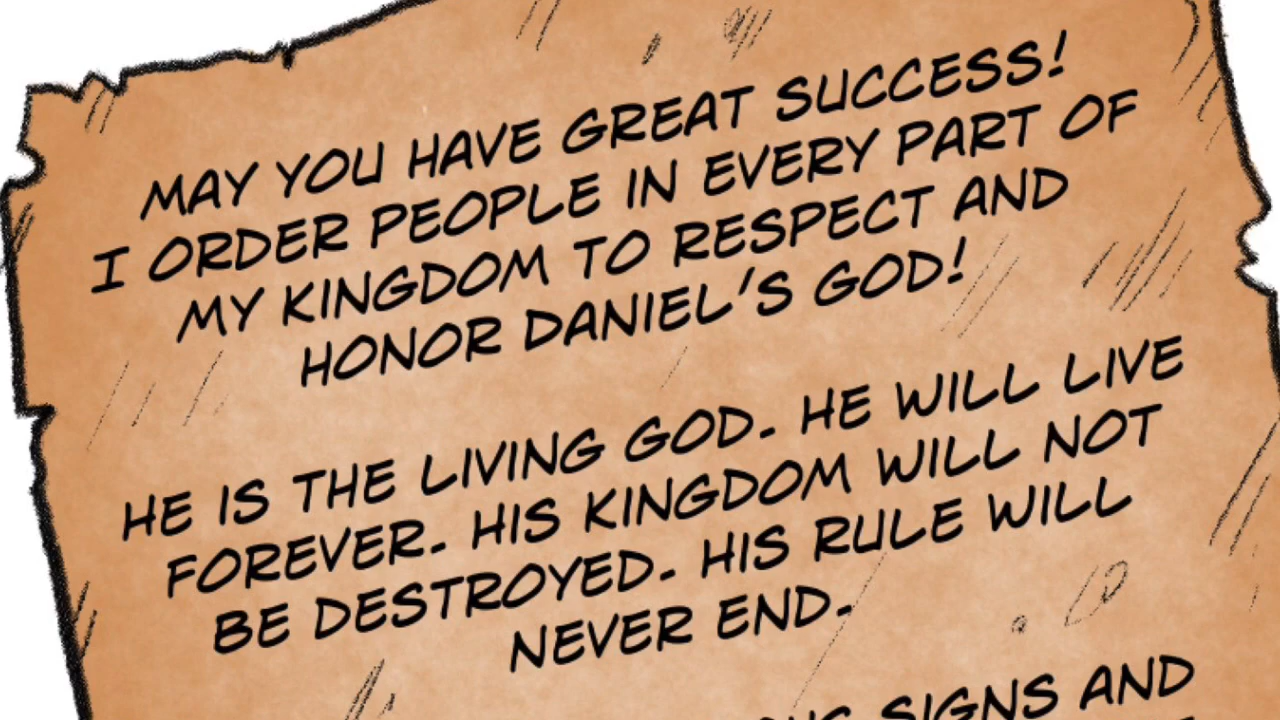 MAY YOU HAVE GREAT SUCCESS!
I ORDER PEOPLE IN EVERY PART OF
MY KINGDOM TO RESPECT AND
HONOR DANIEL'S GOD!
HE IS THE LIVING GOD. HE WILL LIVE
FOREVER. HIS KINGDOM WILL NOT
BE DESTROYED. HIS RULE WILL
NEVER END.
SIGNS AND